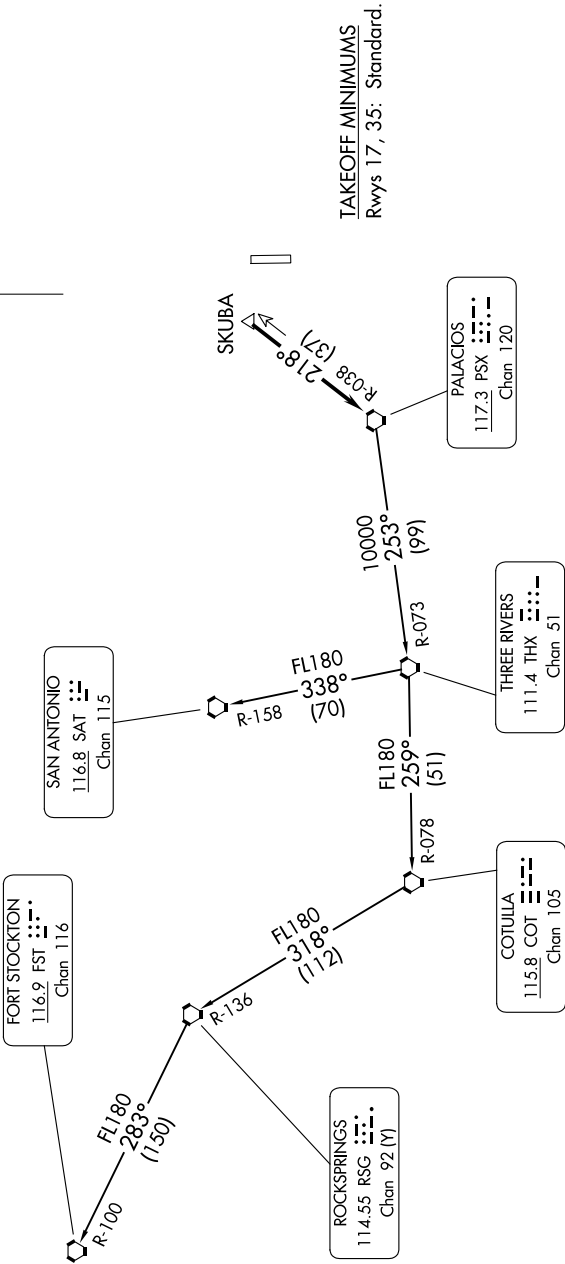 TAKEOFF MINIMUMS
Rwys 17, 35: Standard.
SKUBA
218°
(37)
R-038
PALACIOS
117.3 PSX
Chan 120
10000
253°
(99)
R-073
THREE RIVERS
111.4 THX
Chan 51
FL180
338°
(70)
R-158
SAN ANTONIO
116.8 SAT
Chan 115
FL180
259°
(51)
R-078
COTULLA
115.8 COT
Chan 105
FL180
318°
(112)
R-136
ROCKSPRINGS
114.55 RSG
Chan 92 (Y)
FL180
283°
(150)
R-100
FORT STOCKTON
116.9 FST
Chan 116